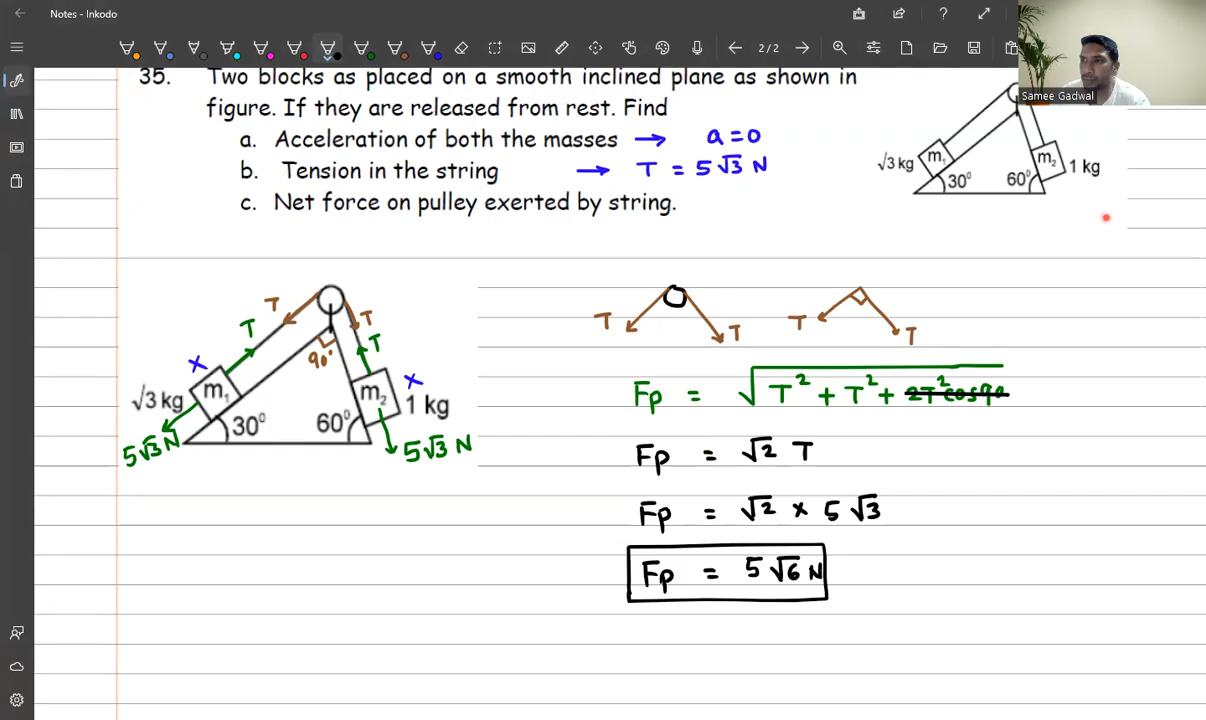 Notes - Inkodo
2/2
Samee Gadwal
35. Two blocks as placed on a smooth inclined plane as shown in
figure. If they are released from rest. Find
a. Acceleration of both the masses → a = 0
b. Tension in the string → T = 5√3 N
c. Net force on pulley exerted by string.
√3 kg m₁ 30° 60° m₂ 1 kg
T T
T T
90°
x x
√3 kg m₁ 30° 60° m₂ 1 kg
5√3 N 5√3 N
T T T T
Fp = √T² + T² + 2T²cos90
Fp = √2 T
Fp = √2 × 5√3
Fp = 5√6 N